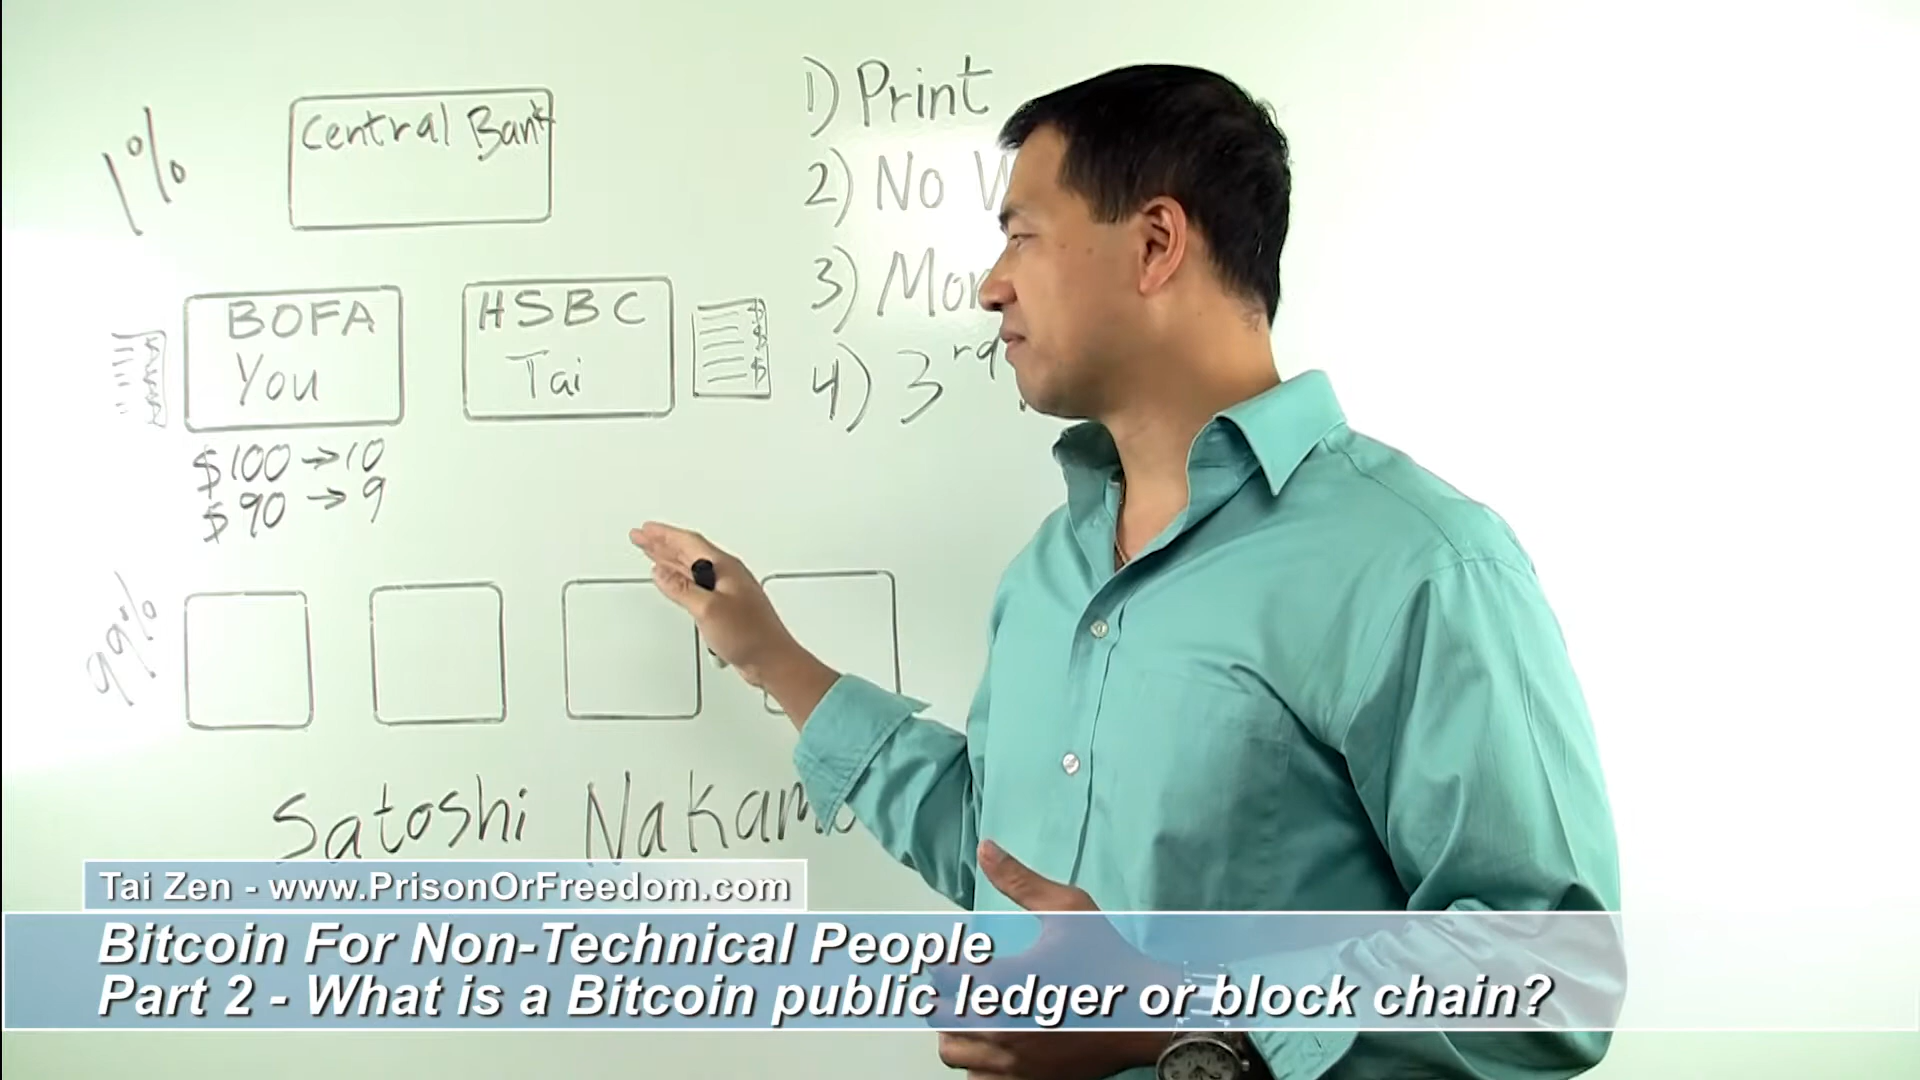 1%
Central Bank
1) Print
2) No
3) Mon
4) 3rd
BOFA
You
HSBC
Tai
$
$
$
$100 → 10
$90 → 9
99%
Satoshi Nakamo
Tai Zen - www.PrisonOrFreedom.com
Bitcoin For Non-Technical People
Part 2 - What is a Bitcoin public ledger or block chain?